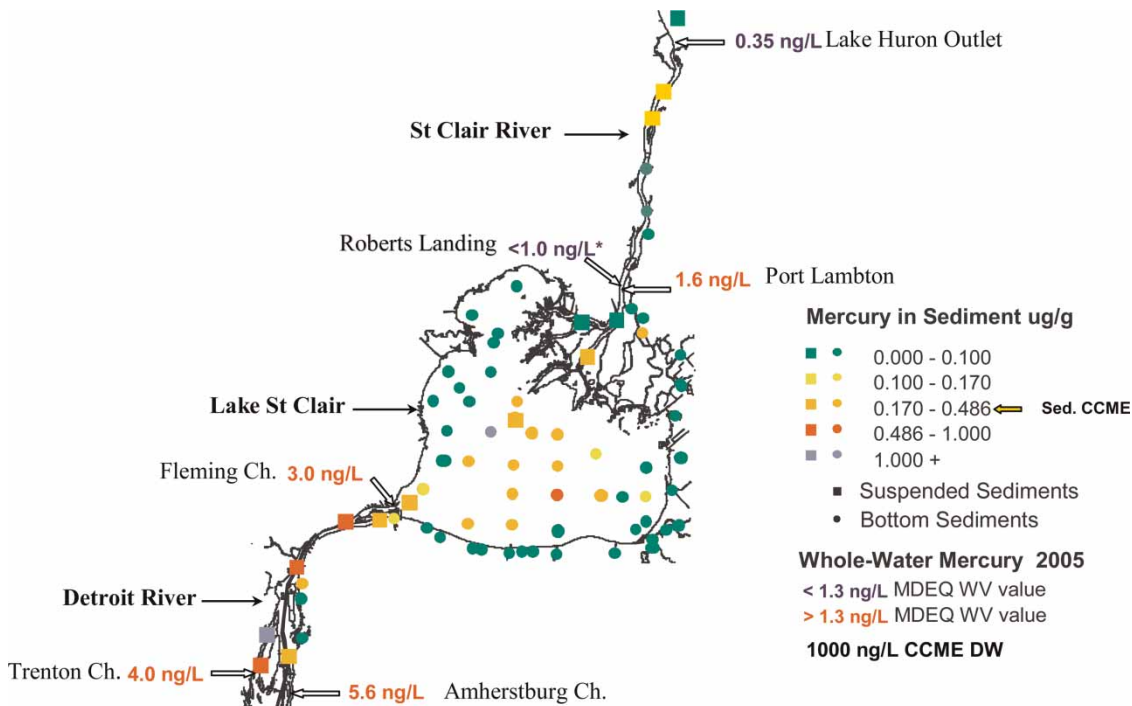 0.35 ng/L Lake Huron Outlet
St Clair River
Roberts Landing <1.0 ng/L*
1.6 ng/L Port Lambton
Mercury in Sediment ug/g
0.000 - 0.100
0.100 - 0.170
0.170 - 0.486 Sed. CCME
0.486 - 1.000
1.000 +
Suspended Sediments
Bottom Sediments
Lake St Clair
Fleming Ch. 3.0 ng/L
Whole-Water Mercury 2005
< 1.3 ng/L MDEQ WV value
> 1.3 ng/L MDEQ WV value
1000 ng/L CCME DW
Detroit River
Trenton Ch. 4.0 ng/L
5.6 ng/L Amherstburg Ch.